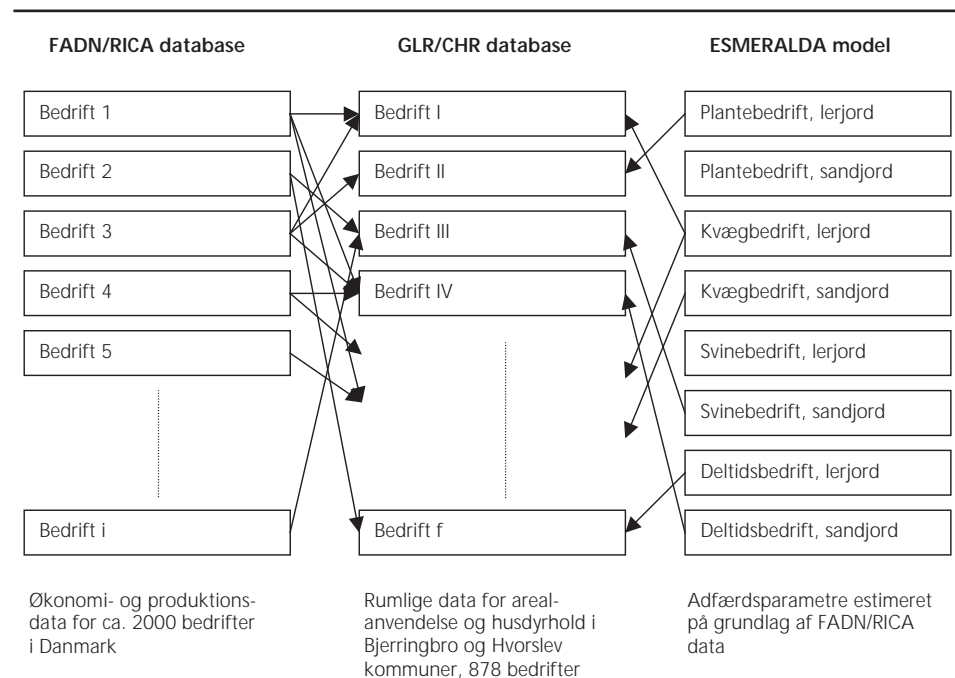 FADN/RICA database
GLR/CHR database
ESMERALDA model
Bedrift 1
Bedrift I
Plantebedrift, lerjord
Bedrift 2
Bedrift II
Plantebedrift, sandjord
Bedrift 3
Bedrift III
Kvægbedrift, lerjord
Bedrift 4
Bedrift IV
Kvægbedrift, sandjord
Bedrift 5
Svinebedrift, lerjord
Svinebedrift, sandjord
Deltidsbedrift, lerjord
Bedrift i
Bedrift f
Deltidsbedrift, sandjord
Økonomi- og produktions-
data for ca. 2000 bedrifter
i Danmark
Rumlige data for areal-
anvendelse og husdyrhold i
Bjerringbro og Hvorslev
kommuner, 878 bedrifter
Adfærdsparametre estimeret
på grundlag af FADN/RICA
data